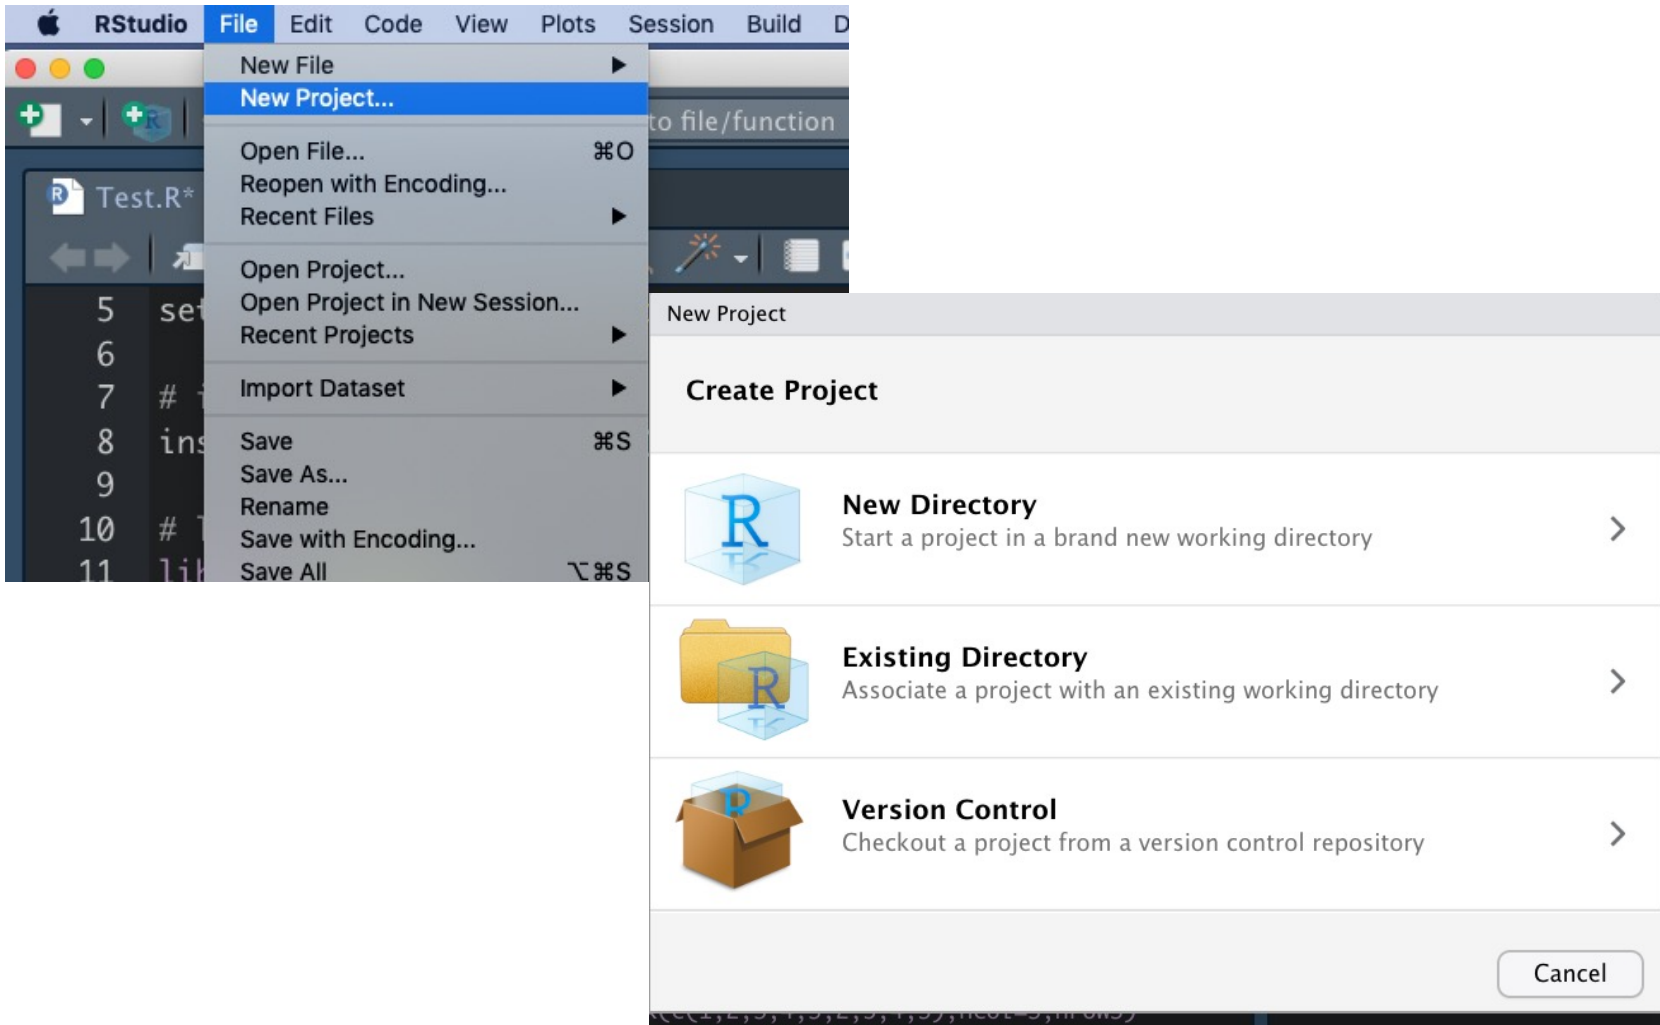 RStudio File Edit Code View Plots Session Build D
New File
New Project...
to file/function
Open File... ⌘O
Reopen with Encoding...
Test.R*
Recent Files
Open Project...
5 set
Open Project in New Session...
6
Recent Projects
7 #
Import Dataset
8 ins
Save ⌘S
9
Save As...
Rename
10 #
Save with Encoding...
11 lib
Save All ⌥⌘S
New Project
Create Project
R
New Directory
Start a project in a brand new working directory
R
Existing Directory
Associate a project with an existing working directory
R
Version Control
Checkout a project from a version control repository
Cancel